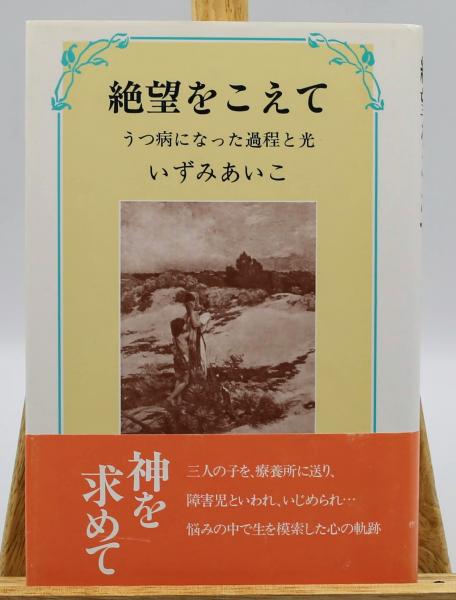 絶望をこえて
うつ病になった過程と光
いずみあいこ
神を
求めて
三人の子を、療養所に送り、
障害児といわれ、いじめられ…
悩みの中で生を模索した心の軌跡